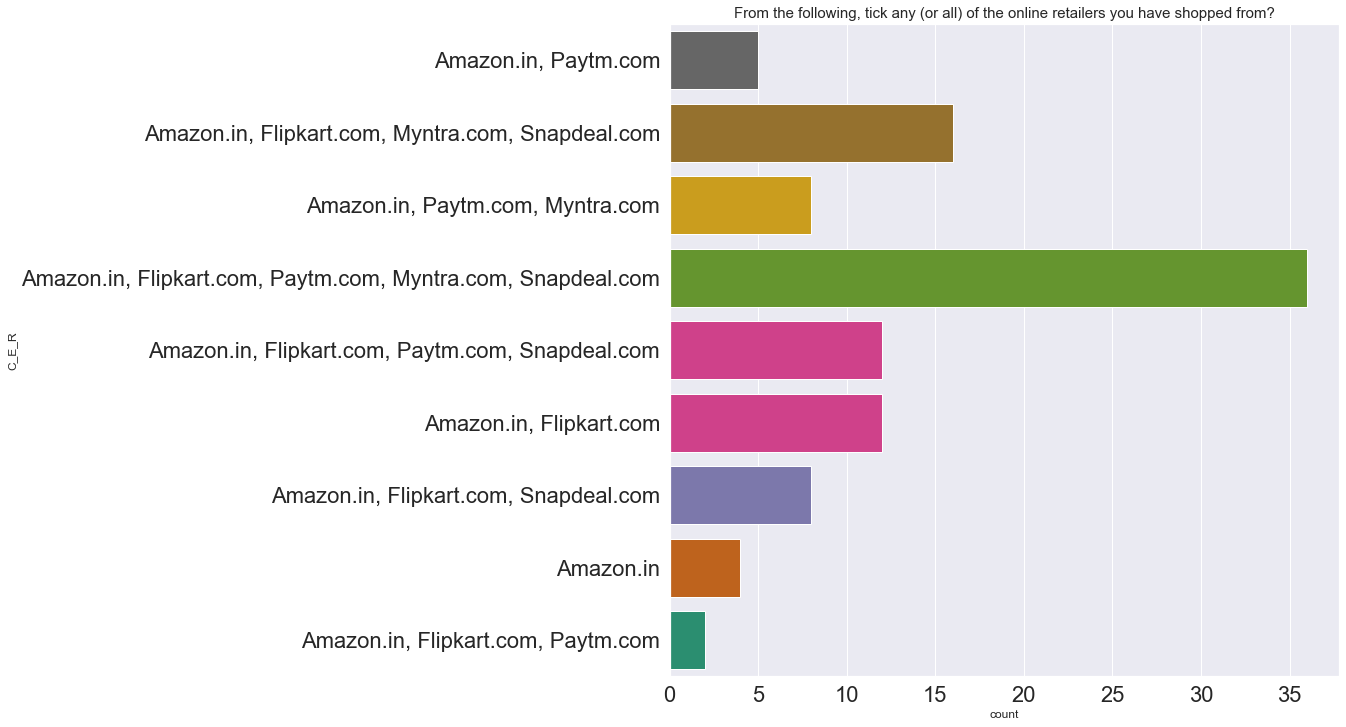 From the following, tick any (or all) of the online retailers you have shopped from?
Amazon.in, Paytm.com
Amazon.in, Flipkart.com, Myntra.com, Snapdeal.com
Amazon.in, Paytm.com, Myntra.com
Amazon.in, Flipkart.com, Paytm.com, Myntra.com, Snapdeal.com
C_E_R
Amazon.in, Flipkart.com, Paytm.com, Snapdeal.com
Amazon.in, Flipkart.com
Amazon.in, Flipkart.com, Snapdeal.com
Amazon.in
Amazon.in, Flipkart.com, Paytm.com
0 5 10 15 20 25 30 35
count